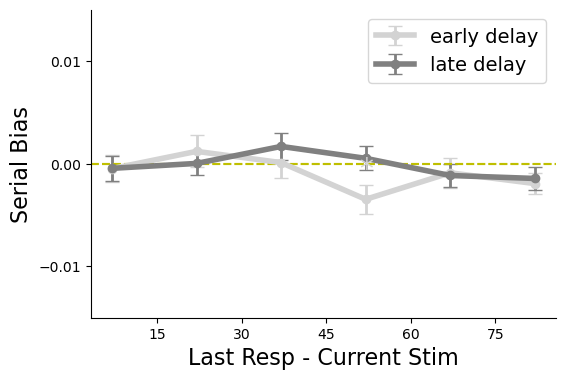 early delay
late delay
Serial Bias
0.01
0.00
−0.01
15 30 45 60 75
Last Resp - Current Stim